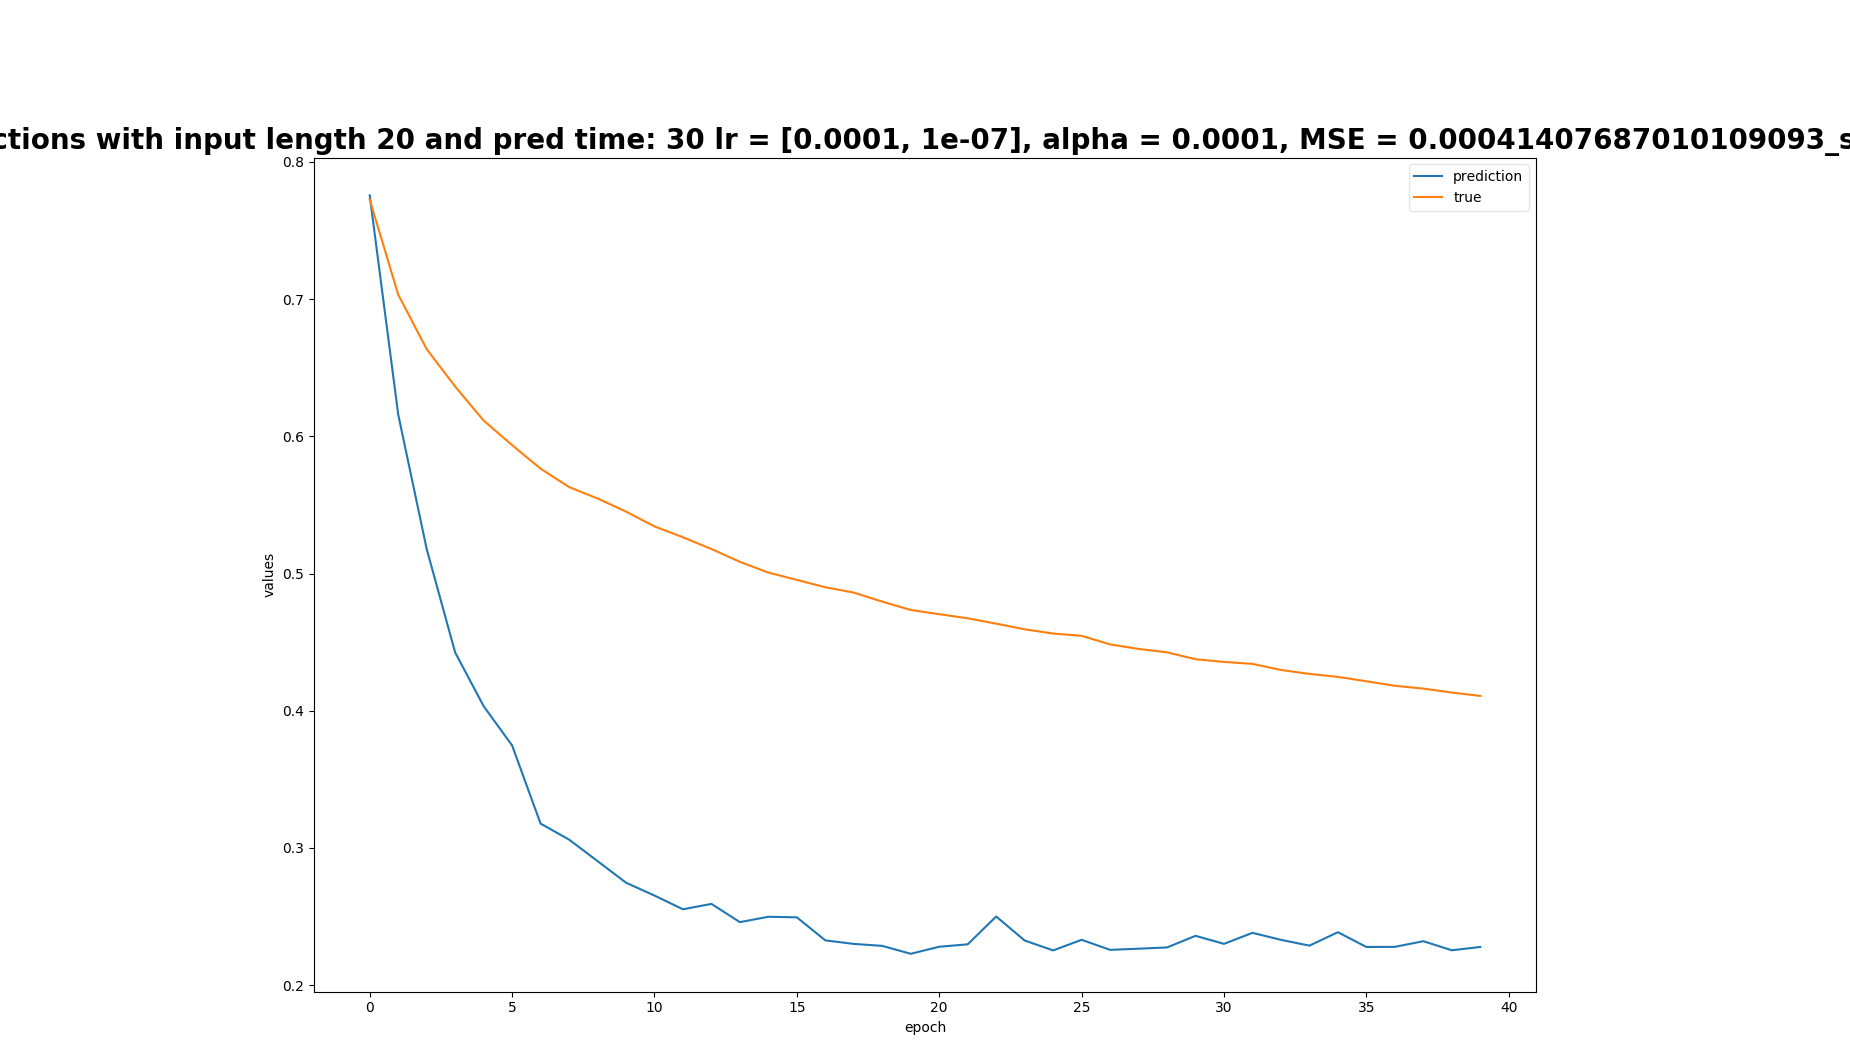 ctions with input length 20 and pred time: 30 lr = [0.0001, 1e-07], alpha = 0.0001, MSE = 0.00041407687010109093_s
prediction
true
0.8
0.7
0.6
0.5
0.4
0.3
0.2
values
0 5 10 15 20 25 30 35 40
epoch